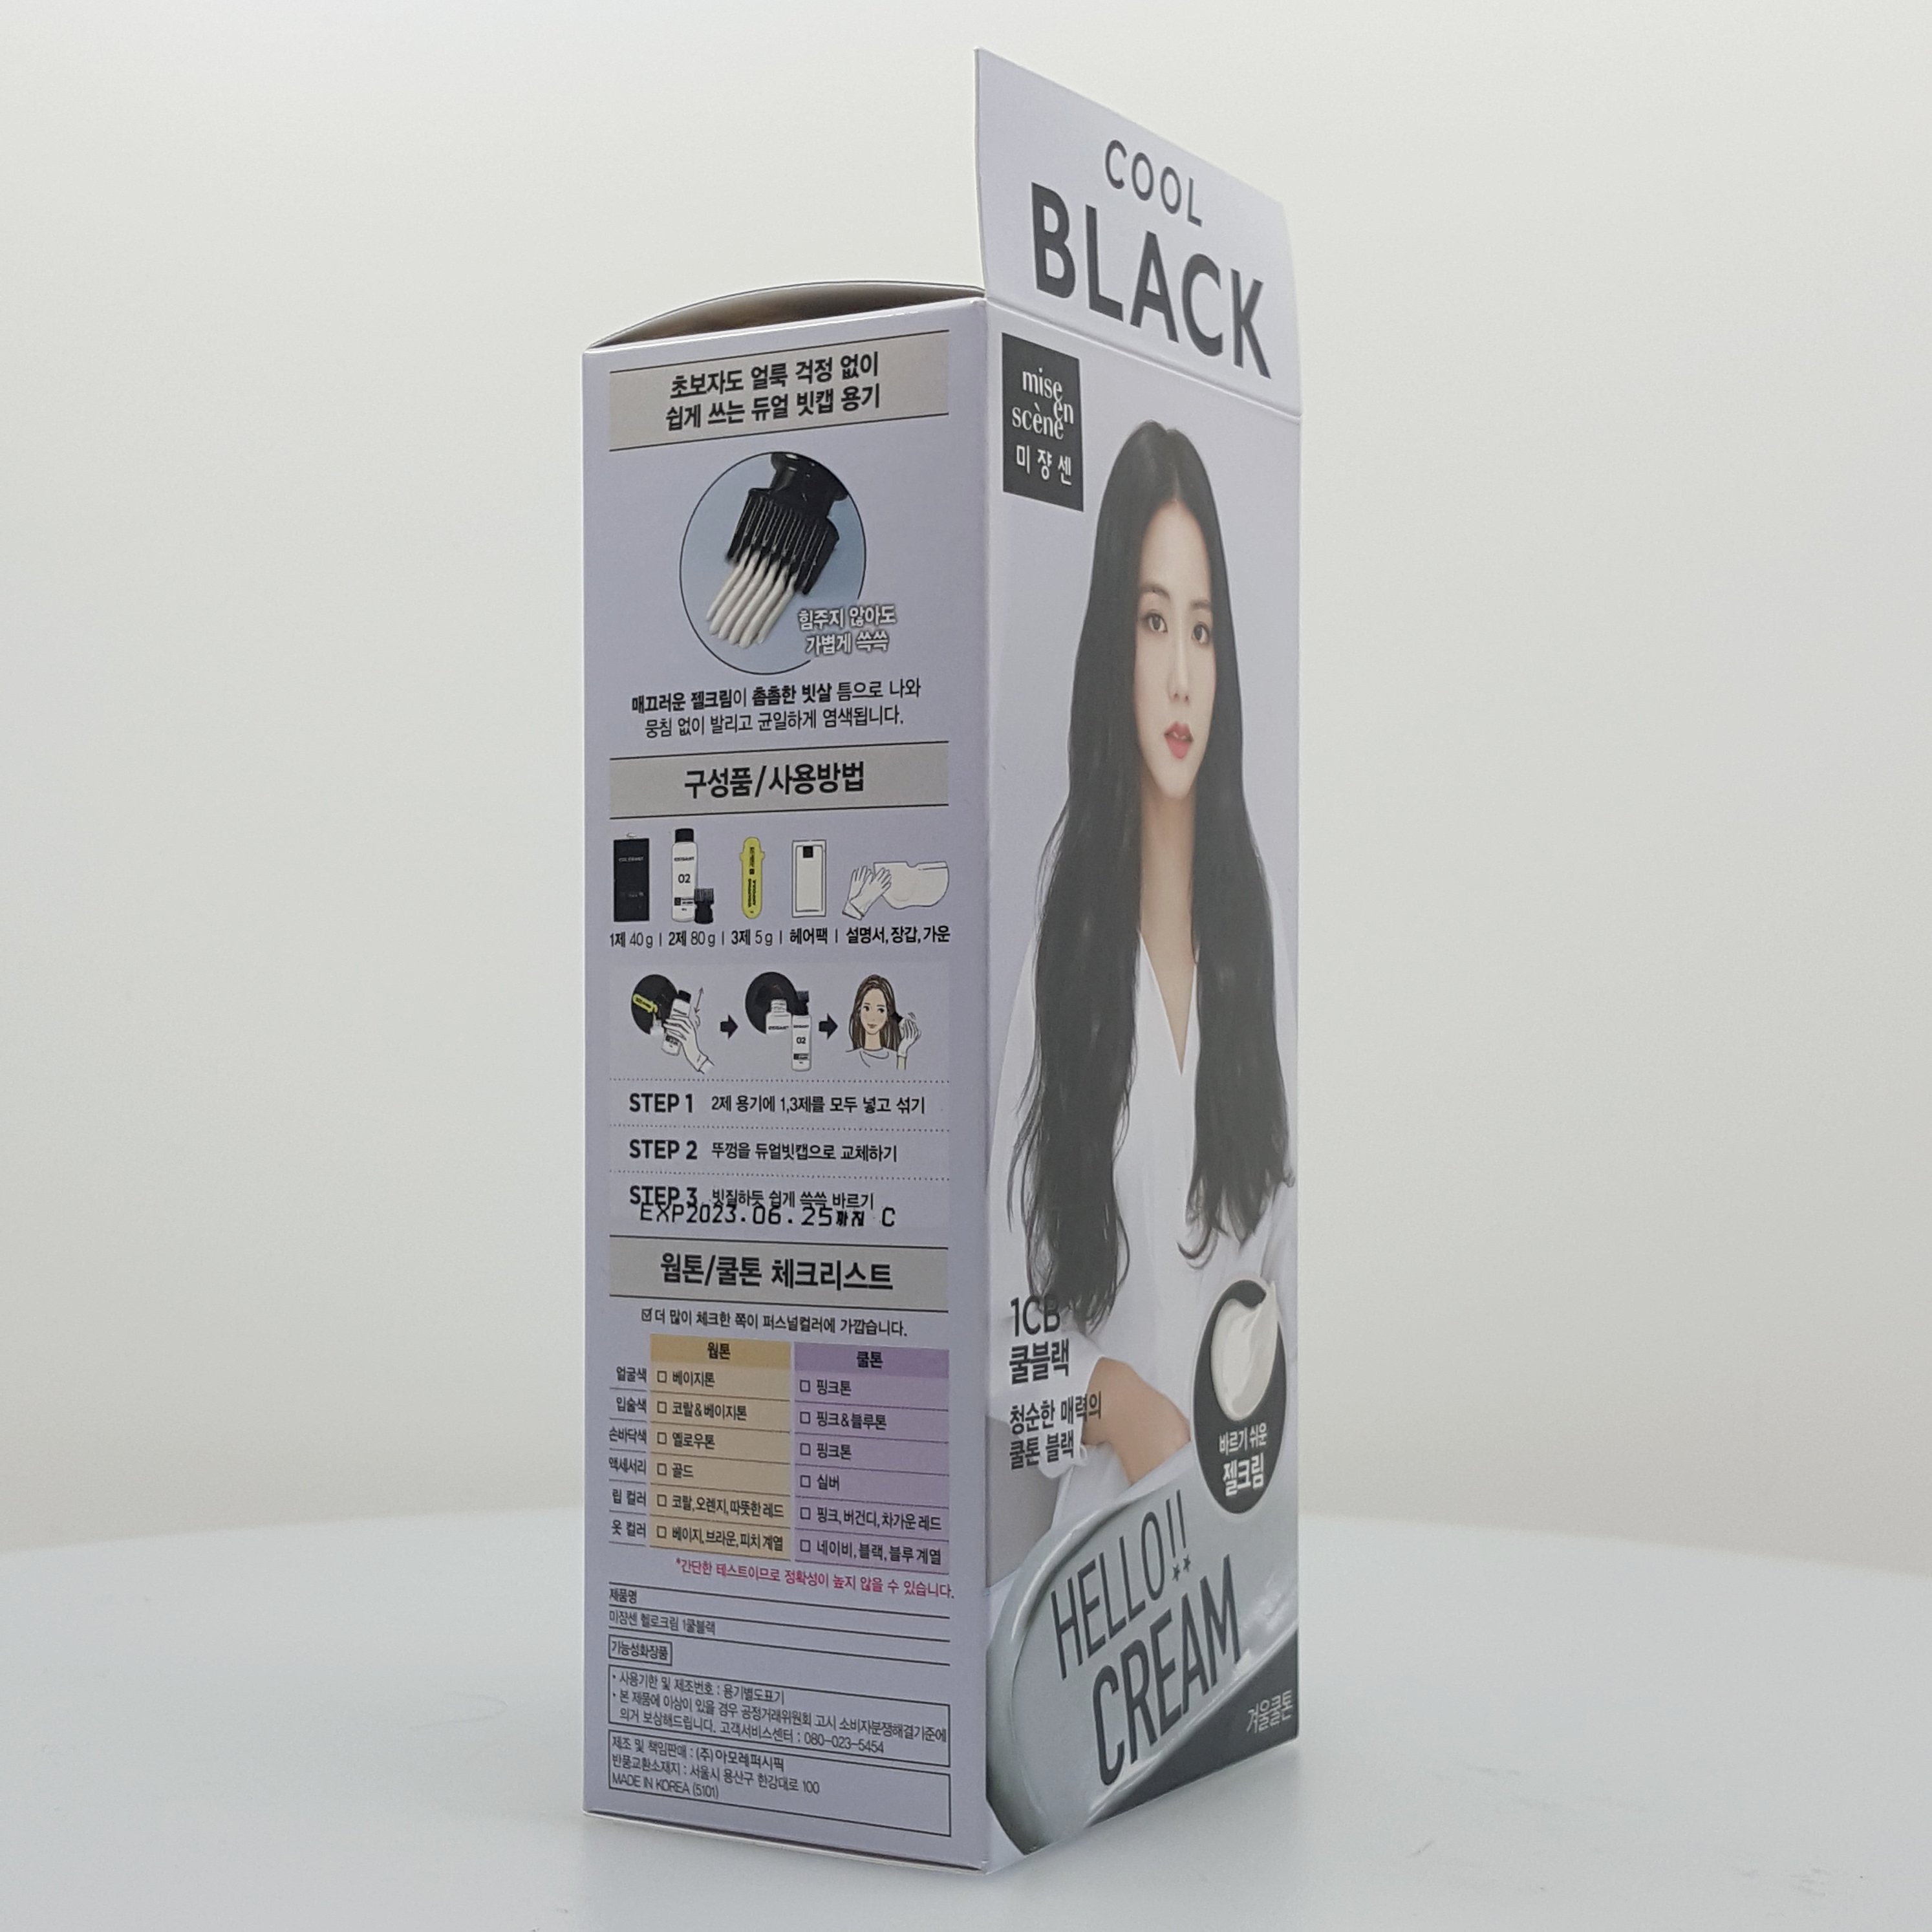 COOL
BLACK
mise
en
scène
미쟝센
1CB
쿨블랙
청순한 매력의
쿨톤 블랙
바르기 쉬운
젤크림
HELLO!!
CREAM
겨울쿨톤
초보자도 얼룩 걱정 없이
쉽게 쓰는 듀얼 빗캡 용기
힘주지 않아도
가볍게 쓱쓱
매끄러운 젤크림이 촘촘한 빗살 틈으로 나와
뭉침 없이 발리고 균일하게 염색됩니다.
구성품/사용방법
02
1제 40g | 2제 80g | 3제 5g | 헤어팩 | 설명서, 장갑, 가운
02
STEP 1 2제 용기에 1,3제를 모두 넣고 섞기
STEP 2 뚜껑을 듀얼빗캡으로 교체하기
STEP 3 빗질하듯 쉽게 쓱쓱 바르기
EXP2023.06.25까지 C
웜톤/쿨톤 체크리스트
더 많이 체크한 쪽이 퍼스널컬러에 가깝습니다.
웜톤 쿨톤
얼굴색 □ 베이지톤 □ 핑크톤
입술색 □ 코랄&베이지톤 □ 핑크&블루톤
손바닥색 □ 옐로우톤 □ 핑크톤
액세서리 □ 골드 □ 실버
립 컬러 □ 코랄, 오렌지, 따뜻한 레드 □ 핑크, 버건디, 차가운 레드
옷 컬러 □ 베이지, 브라운, 피치 계열 □ 네이비, 블랙, 블루 계열
*간단한 테스트이므로 정확성이 높지 않을 수 있습니다.
제품명
미쟝센 헬로크림 1쿨블랙
기능성화장품
• 사용기한 및 제조번호 : 용기별도표기
• 본 제품에 이상이 있을 경우 공정거래위원회 고시 소비자분쟁해결기준에
의거 보상해드립니다. 고객서비스센터 : 080-023-5454
제조 및 책임판매 : (주)아모레퍼시픽
반품교환소재지 : 서울시 용산구 한강대로 100
MADE IN KOREA (5101)